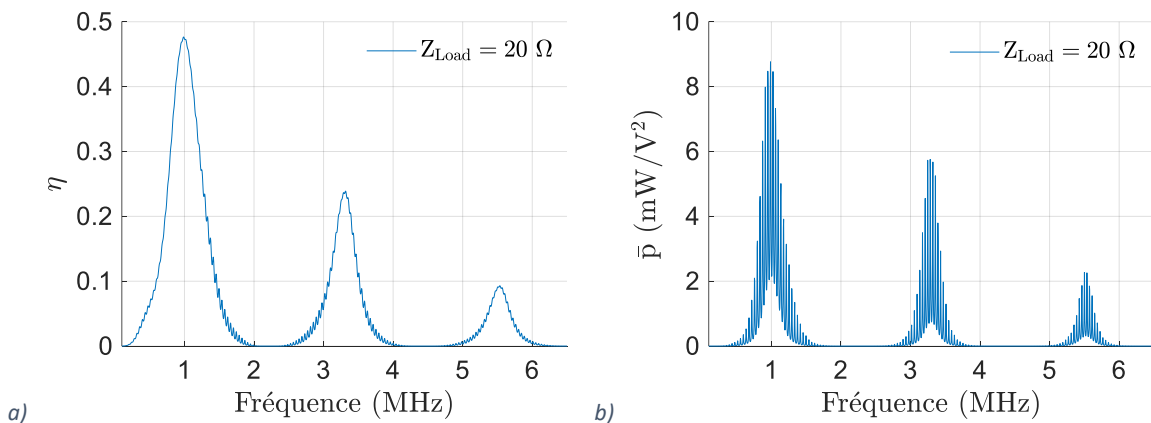 0.5
0.4
0.3
0.2
0.1
0
η
Z_Load = 20 Ω
1 2 3 4 5 6
Fréquence (MHz)
a)
10
8
6
4
2
0
p̄ (mW/V²)
Z_Load = 20 Ω
1 2 3 4 5 6
Fréquence (MHz)
b)